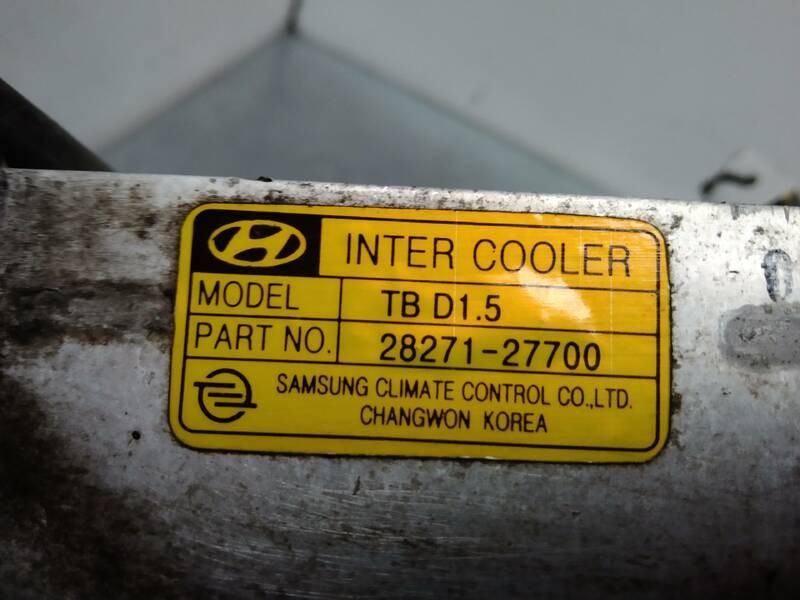 INTER COOLER
MODEL TB D1.5
PART NO. 28271-27700
SAMSUNG CLIMATE CONTROL CO.,LTD.
CHANGWON KOREA